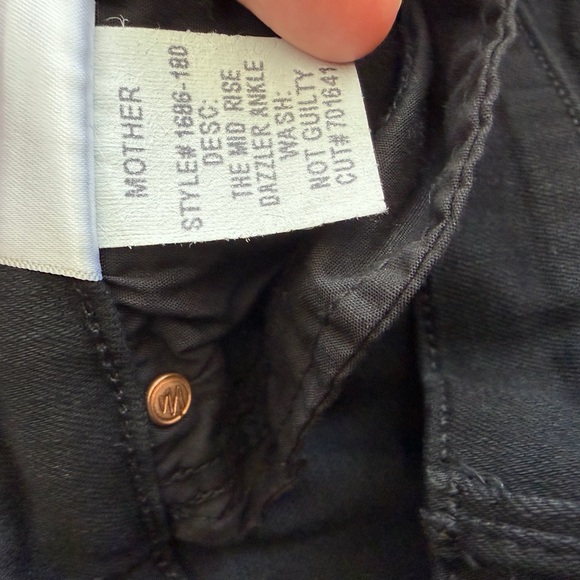 MOTHER
STYLE# 1686-180
DESC:
THE MID RISE
DAZZLER ANKLE
WASH:
NOT GUILTY
CUT# 701641
M